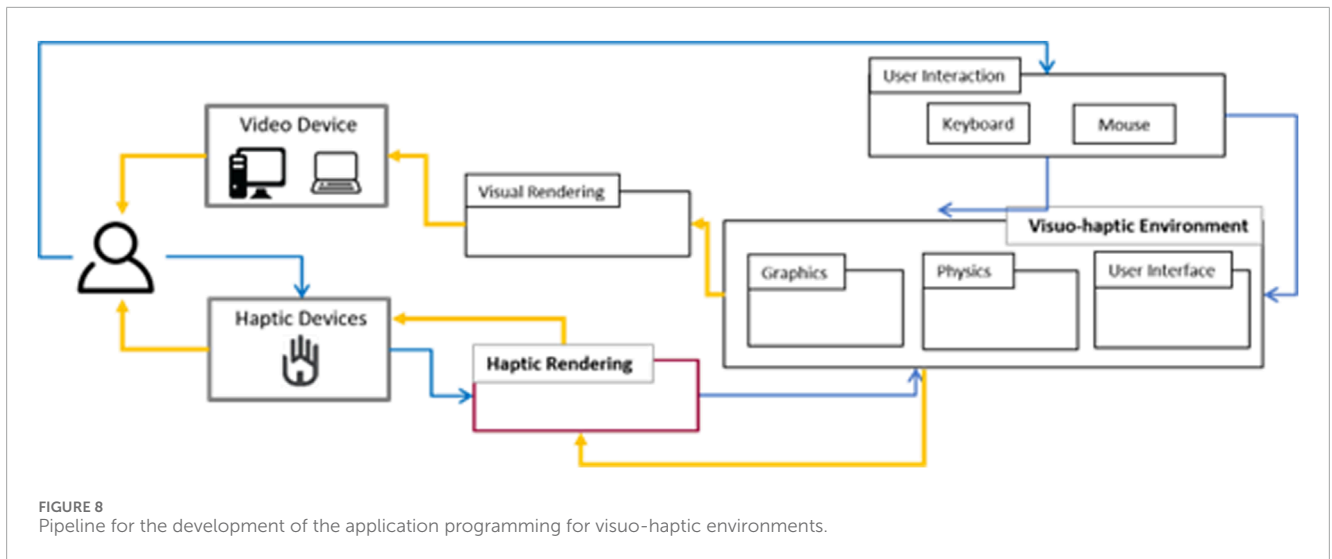 User Interaction
Keyboard
Mouse
Video Device
Visual Rendering
Visuo-haptic Environment
Graphics
Physics
User Interface
Haptic Devices
Haptic Rendering
FIGURE 8
Pipeline for the development of the application programming for visuo-haptic environments.